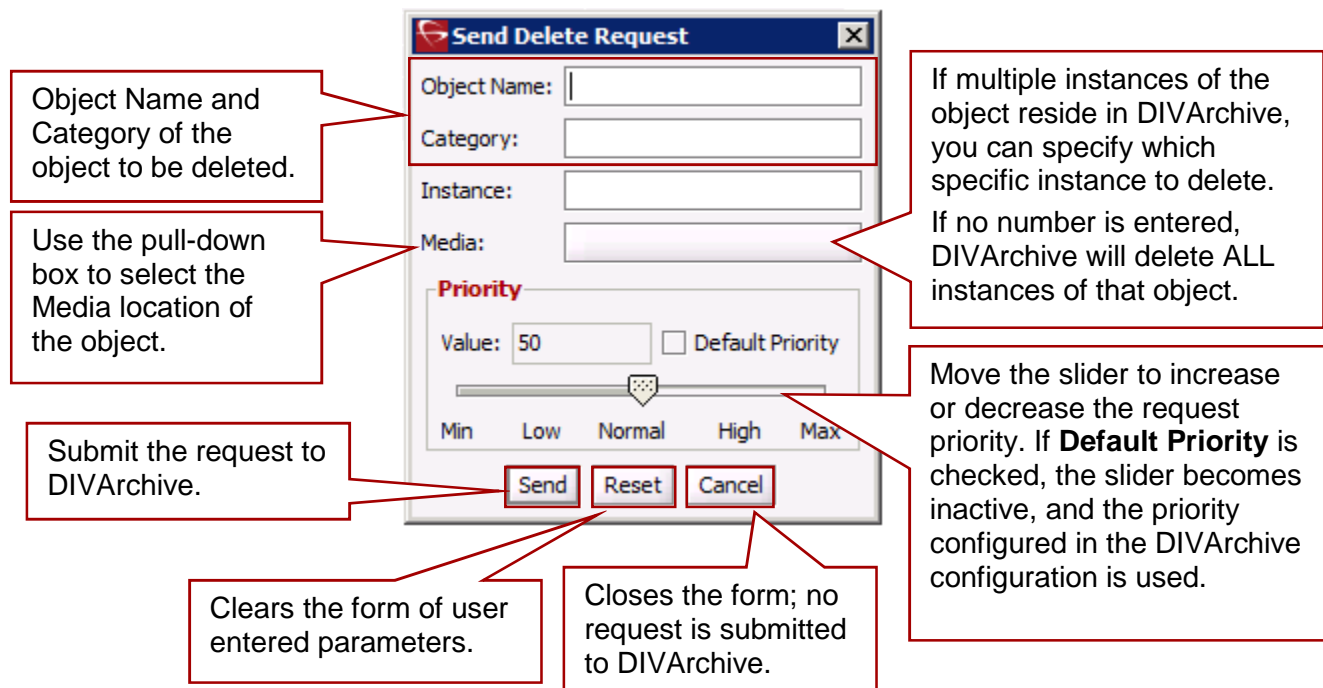 Send Delete Request
Object Name:
Category:
Instance:
Media:
Priority
Value: 50 Default Priority
Min Low Normal High Max
Send Reset Cancel
Object Name and
Category of the
object to be deleted.
Use the pull-down
box to select the
Media location of
the object.
Submit the request to
DIVArchive.
Clears the form of user
entered parameters.
Closes the form; no
request is submitted
to DIVArchive.
If multiple instances of the
object reside in DIVArchive,
you can specify which
specific instance to delete.
If no number is entered,
DIVArchive will delete ALL
instances of that object.
Move the slider to increase
or decrease the request
priority. If Default Priority is
checked, the slider becomes
inactive, and the priority
configured in the DIVArchive
configuration is used.